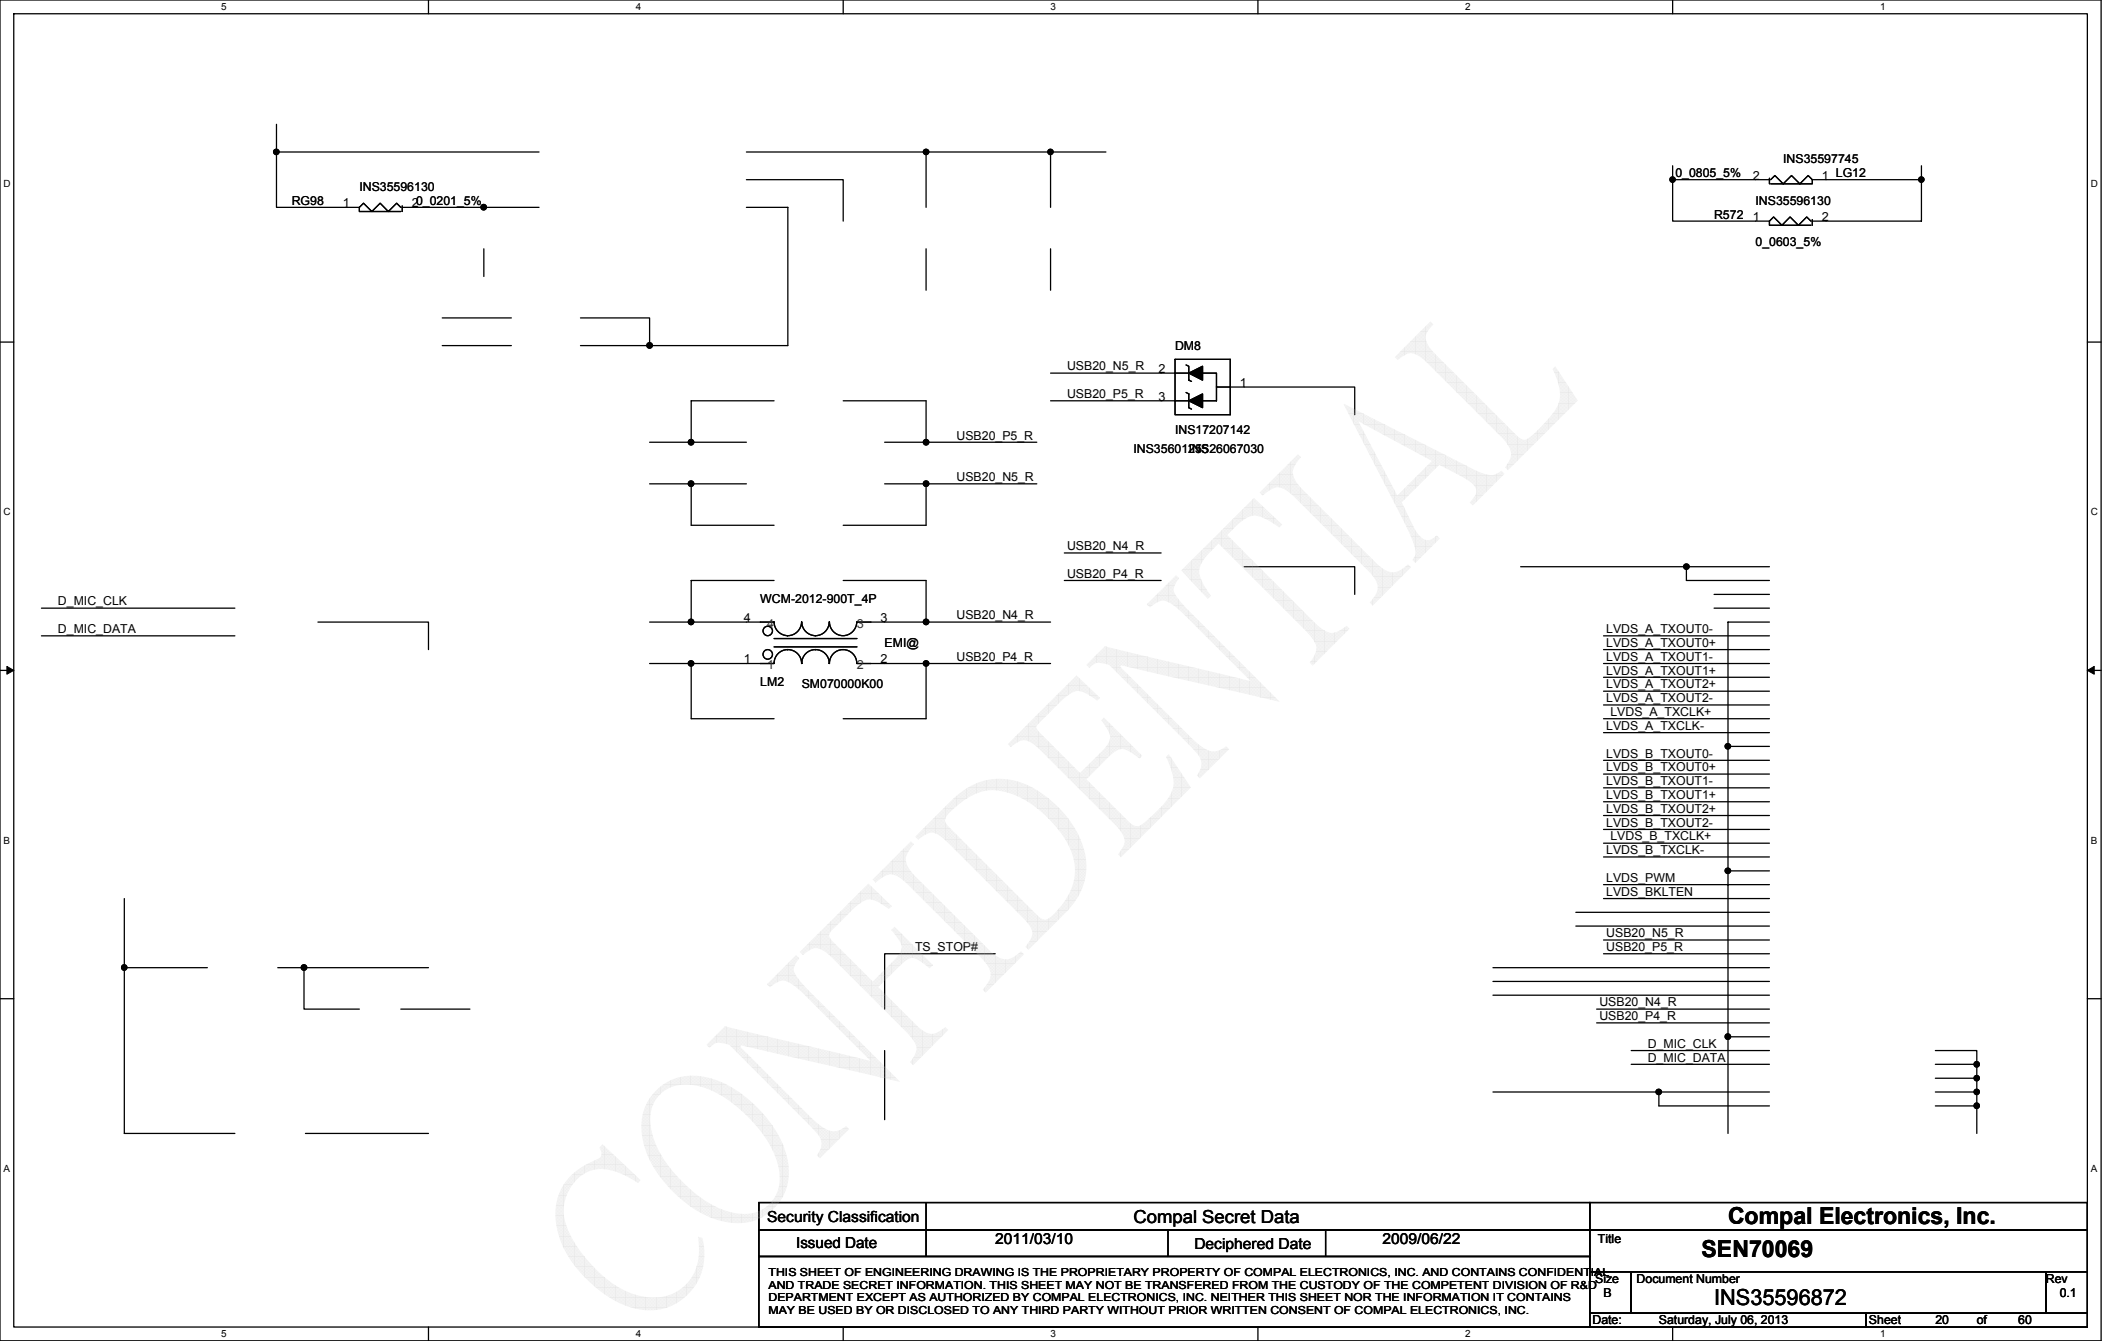 5 4 3 2 1
D
D
INS35596130
RG98 1 2 0_0201_5%
INS35597745
0_0805_5% 2 1 LG12
INS35596130
R572 1 2
0_0603_5%
DM8
USB20_N5_R 2
1
USB20_P5_R 3
INS17207142
INS26067030
USB20_P5_R
USB20_N5_R
C
C
USB20_N4_R
USB20_P4_R
D_MIC_CLK
D_MIC_DATA
WCM-2012-900T_4P
4 4 3 3 USB20_N4_R
EMI@
1 1 2 2 USB20_P4_R
LM2 SM070000K00
LVDS_A_TXOUT0-
LVDS_A_TXOUT0+
LVDS_A_TXOUT1-
LVDS_A_TXOUT1+
LVDS_A_TXOUT2+
LVDS_A_TXOUT2-
LVDS_A_TXCLK+
LVDS_A_TXCLK-
LVDS_B_TXOUT0-
LVDS_B_TXOUT0+
LVDS_B_TXOUT1-
LVDS_B_TXOUT1+
LVDS_B_TXOUT2+
LVDS_B_TXOUT2-
LVDS_B_TXCLK+
LVDS_B_TXCLK-
B
B
LVDS_PWM
LVDS_BKLTEN
USB20_N5_R
USB20_P5_R
TS_STOP#
USB20_N4_R
USB20_P4_R
D_MIC_CLK
D_MIC_DATA
CONFIDENTIAL
A
A
Security Classification
Compal Secret Data
Issued Date
2011/03/10
Deciphered Date
2009/06/22
THIS SHEET OF ENGINEERING DRAWING IS THE PROPRIETARY PROPERTY OF COMPAL ELECTRONICS, INC. AND CONTAINS CONFIDENTIAL
AND TRADE SECRET INFORMATION. THIS SHEET MAY NOT BE TRANSFERED FROM THE CUSTODY OF THE COMPETENT DIVISION OF R&D
DEPARTMENT EXCEPT AS AUTHORIZED BY COMPAL ELECTRONICS, INC. NEITHER THIS SHEET NOR THE INFORMATION IT CONTAINS
MAY BE USED BY OR DISCLOSED TO ANY THIRD PARTY WITHOUT PRIOR WRITTEN CONSENT OF COMPAL ELECTRONICS, INC.
Compal Electronics, Inc.
Title
SEN70069
Size
B
Document Number
INS35596872
Rev
0.1
Date: Saturday, July 06, 2013
Sheet 20 of 60
5 4 3 2 1